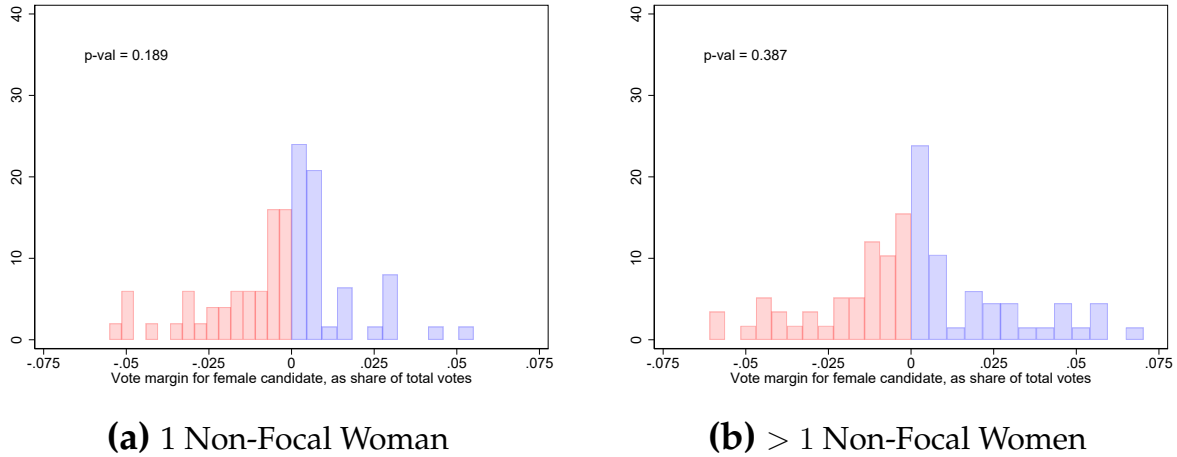 40
30
20
10
0
p-val = 0.189
-.075 -.05 -.025 0 .025 .05 .075
Vote margin for female candidate, as share of total votes
(a) 1 Non-Focal Woman
40
30
20
10
0
p-val = 0.387
-.075 -.05 -.025 0 .025 .05 .075
Vote margin for female candidate, as share of total votes
(b) > 1 Non-Focal Women